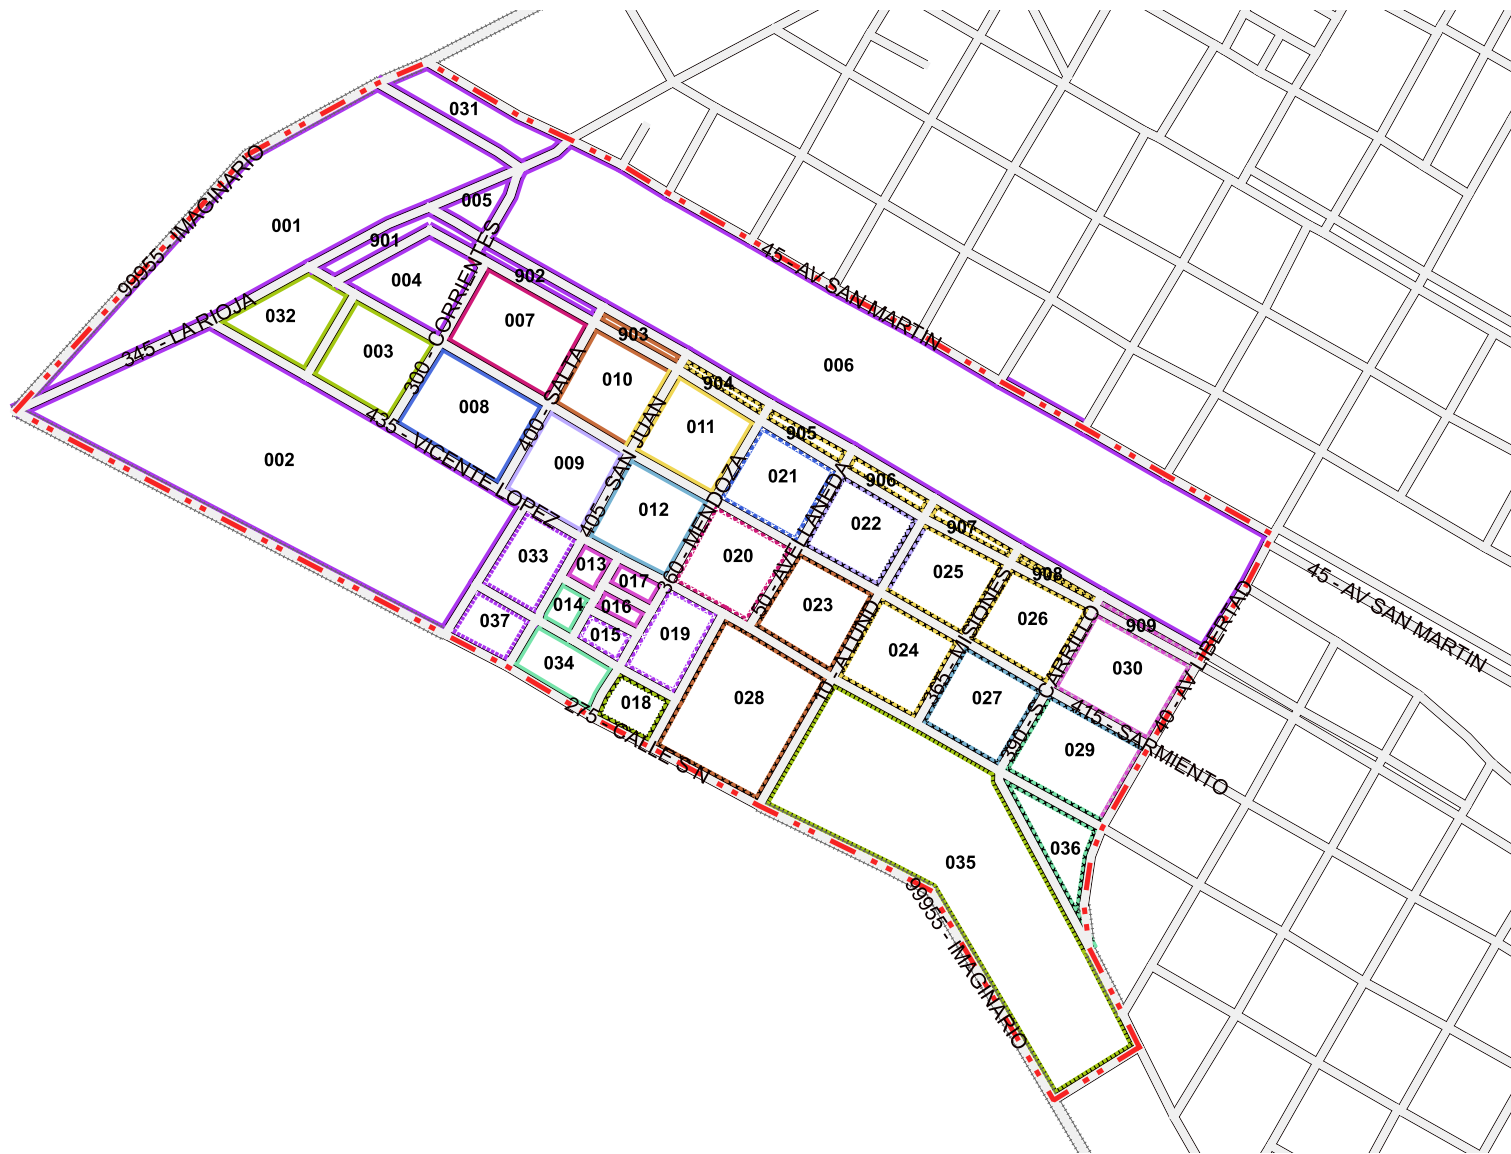 031
99955 - IMAGINARIO
005
001
901
004
902
45 - AV SAN MARTIN
300 - CORRIENTES
345 - LA RIOJA
032
007
903
003
006
010
904
400 - SALTA
008
405 - SAN JUAN
011
905
435 - VICENTE LOPEZ
009
002
021
906
360 - MENDOZA
012
022
907
50 - AVELLANEDA
033
013
017
020
025
908
45 - AV SAN MARTIN
014
016
023
026
909
037
015
019
024
365 - MISIONES
030
40 - AV LIBERTAD
034
018
028
027
390 - S CARRILLO
415 - SARMIENTO
275 - CALLE S N
029
036
035
99955 - IMAGINARIO